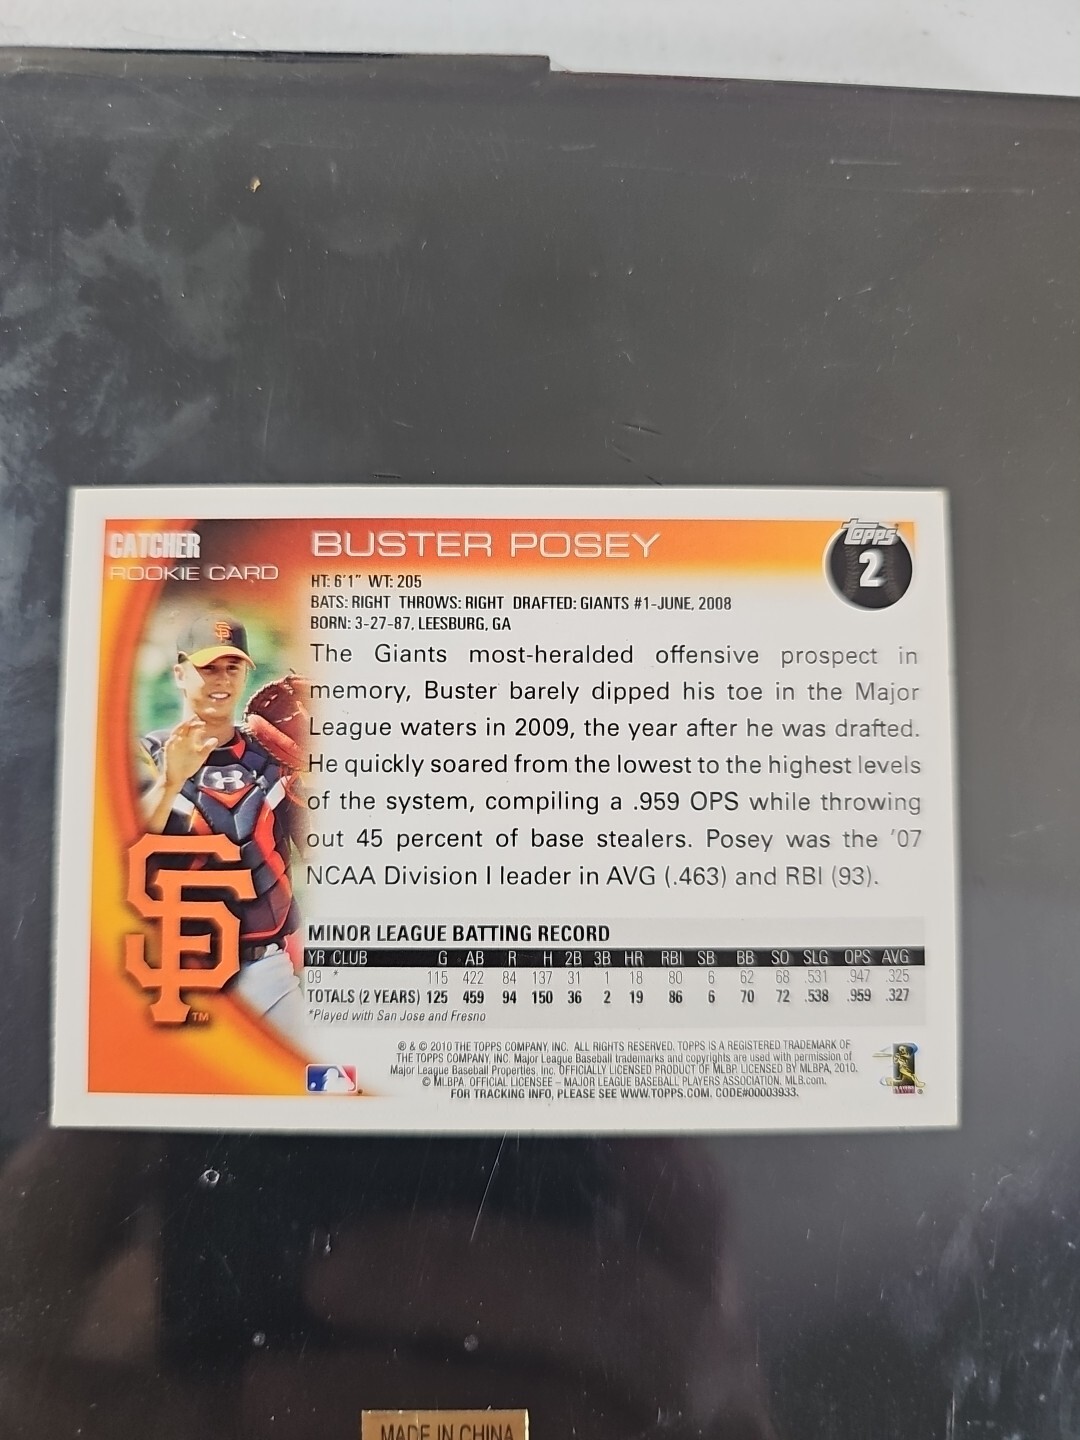 CATCHER
ROOKIE CARD
BUSTER POSEY
Topps
2
HT: 6'1" WT: 205
BATS: RIGHT THROWS: RIGHT DRAFTED: GIANTS #1-JUNE, 2008
BORN: 3-27-87, LEESBURG, GA
The Giants most-heralded offensive prospect in
memory, Buster barely dipped his toe in the Major
League waters in 2009, the year after he was drafted.
He quickly soared from the lowest to the highest levels
of the system, compiling a .959 OPS while throwing
out 45 percent of base stealers. Posey was the '07
NCAA Division I leader in AVG (.463) and RBI (93).
SF
TM
MINOR LEAGUE BATTING RECORD
YR CLUB G AB R H 2B 3B HR RBI SB BB SO SLG OPS AVG
09 * 115 422 84 137 31 1 18 80 6 62 68 .531 .947 .325
TOTALS (2 YEARS) 125 459 94 150 36 2 19 86 6 70 72 .538 .959 .327
*Played with San Jose and Fresno
® & © 2010 THE TOPPS COMPANY, INC. ALL RIGHTS RESERVED. TOPPS IS A REGISTERED TRADEMARK OF
THE TOPPS COMPANY, INC. Major League Baseball trademarks and copyrights are used with permission of
Major League Baseball Properties, Inc. OFFICIALLY LICENSED PRODUCT OF MLBP. LICENSED BY MLBPA, 2010.
© MLBPA. OFFICIAL LICENSEE – MAJOR LEAGUE BASEBALL PLAYERS ASSOCIATION. MLB.com.
FOR TRACKING INFO, PLEASE SEE WWW.TOPPS.COM. CODE#00003933.
MADE IN CHINA